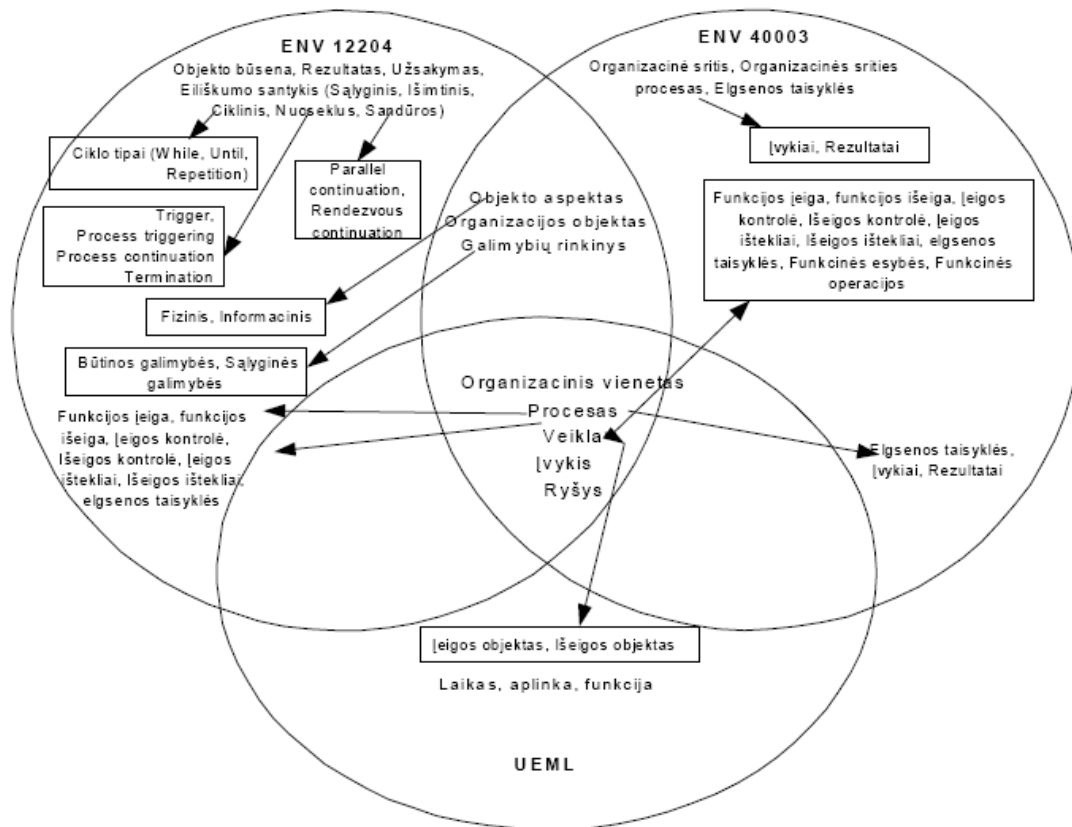 ENV 12204
Objekto būsena, Rezultatas, Užsakymas,
Eiliškumo santykis (Sąlyginis, Išimtinis,
Ciklinis, Nuoseklus, Sandūros)
Ciklo tipai (While, Until,
Repetition)
Parallel
continuation,
Rendezvous
continuation
Trigger,
Process triggering
Process continuation
Termination
Fizinis, Informacinis
Būtinos galimybės, Sąlyginės
galimybės
Funkcijos įeiga, funkcijos
išeiga, Įeigos kontrolė,
Išeigos kontrolė, Įeigos
ištekliai, Išeigos ištekliai,
elgsenos taisyklės
Objekto aspektas
Organizacijos objektas
Galimybių rinkinys
ENV 40003
Organizacinė sritis, Organizacinės srities
procesas, Elgsenos taisyklės
Įvykiai, Rezultatai
Funkcijos įeiga, funkcijos išeiga, Įeigos
kontrolė, Išeigos kontrolė, Įeigos
ištekliai, Išeigos ištekliai, elgsenos
taisyklės, Funkcinės esybės, Funkcinės
operacijos
Organizacinis vienetas
Procesas
Veikla
Įvykis
Ryšys
Elgsenos taisyklės,
Įvykiai, Rezultatai
Įeigos objektas, Išeigos objektas
Laikas, aplinka, funkcija
UEML